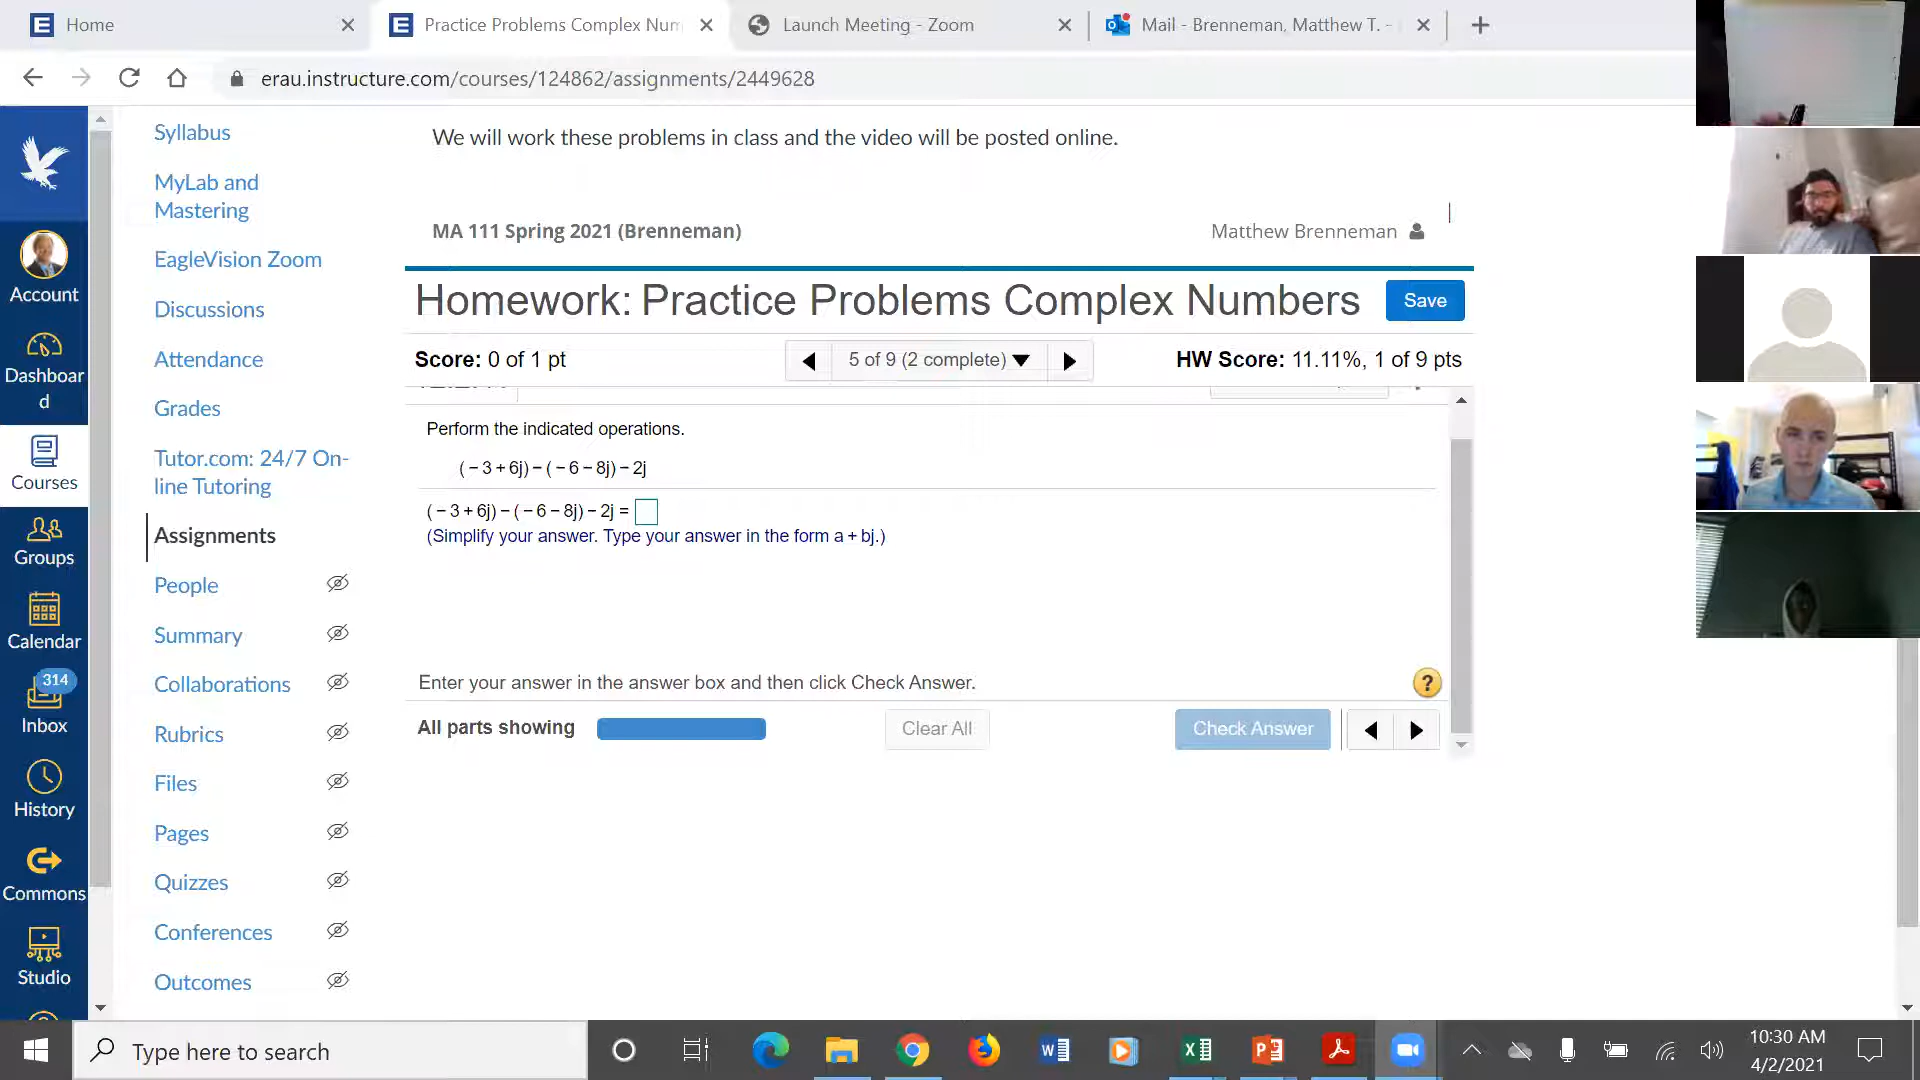 Home
Practice Problems Complex Num
Launch Meeting - Zoom
Mail - Brenneman, Matthew T. -
erau.instructure.com/courses/124862/assignments/2449628
Account
Dashboar
d
Courses
Groups
Calendar
314
Inbox
History
Commons
Studio
Syllabus
MyLab and
Mastering
EagleVision Zoom
Discussions
Attendance
Grades
Tutor.com: 24/7 On-
line Tutoring
Assignments
People
Summary
Collaborations
Rubrics
Files
Pages
Quizzes
Conferences
Outcomes
We will work these problems in class and the video will be posted online.
MA 111 Spring 2021 (Brenneman)
Matthew Brenneman
Homework: Practice Problems Complex Numbers
Save
Score: 0 of 1 pt
5 of 9 (2 complete)
HW Score: 11.11%, 1 of 9 pts
Perform the indicated operations.
(-3+6j)-(-6-8j)-2j
(-3+6j)-(-6-8j)-2j =
(Simplify your answer. Type your answer in the form a+bj.)
Enter your answer in the answer box and then click Check Answer.
?
All parts showing
Clear All
Check Answer
Type here to search
10:30 AM
4/2/2021